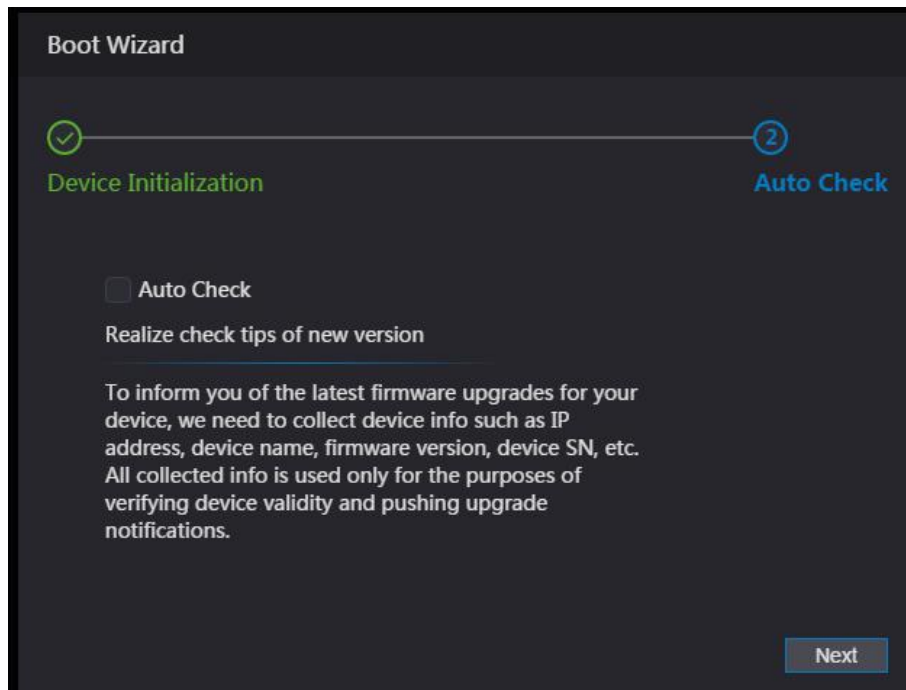 Boot Wizard
2
Device Initialization
Auto Check
Auto Check
Realize check tips of new version
To inform you of the latest firmware upgrades for your
device, we need to collect device info such as IP
address, device name, firmware version, device SN, etc.
All collected info is used only for the purposes of
verifying device validity and pushing upgrade
notifications.
Next